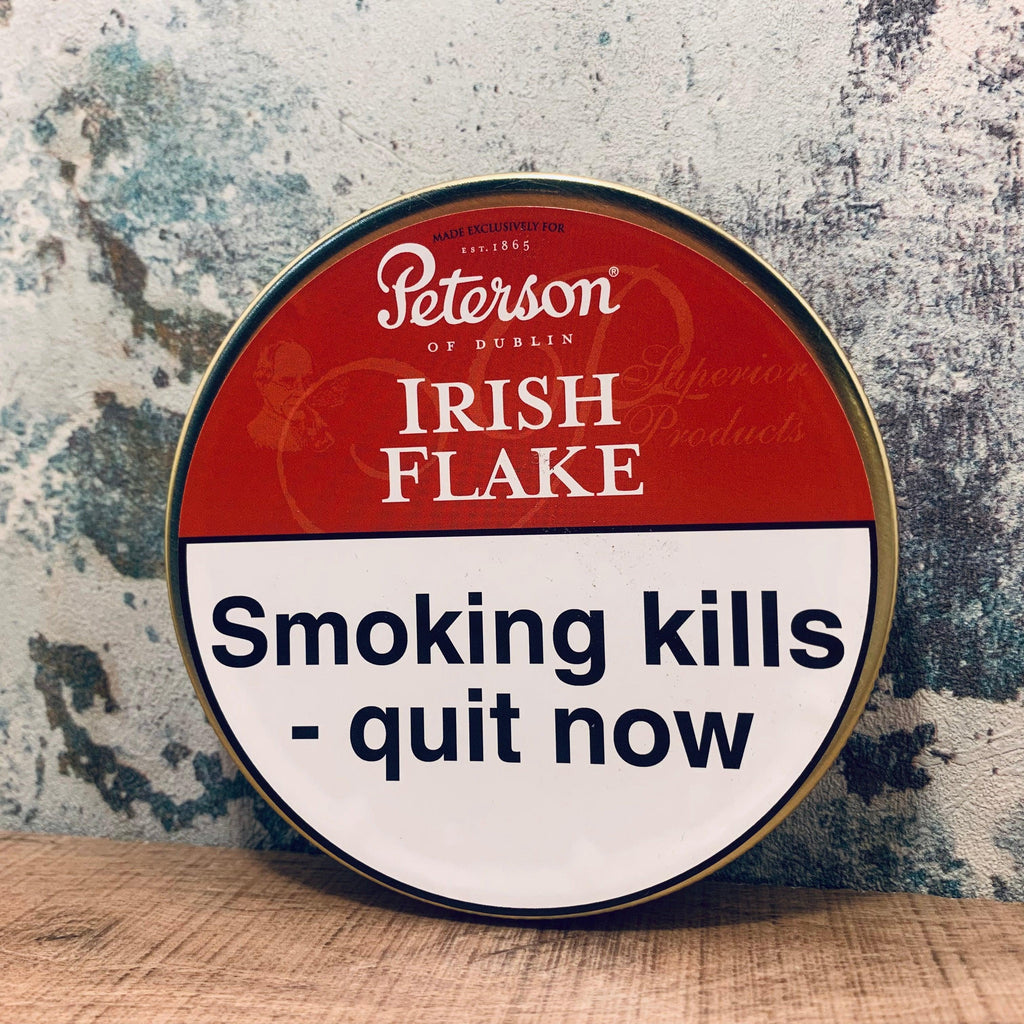 MADE EXCLUSIVELY FOR
EST. 1865
Peterson®
OF DUBLIN
IRISH
FLAKE
Superior
Products
Smoking kills
- quit now